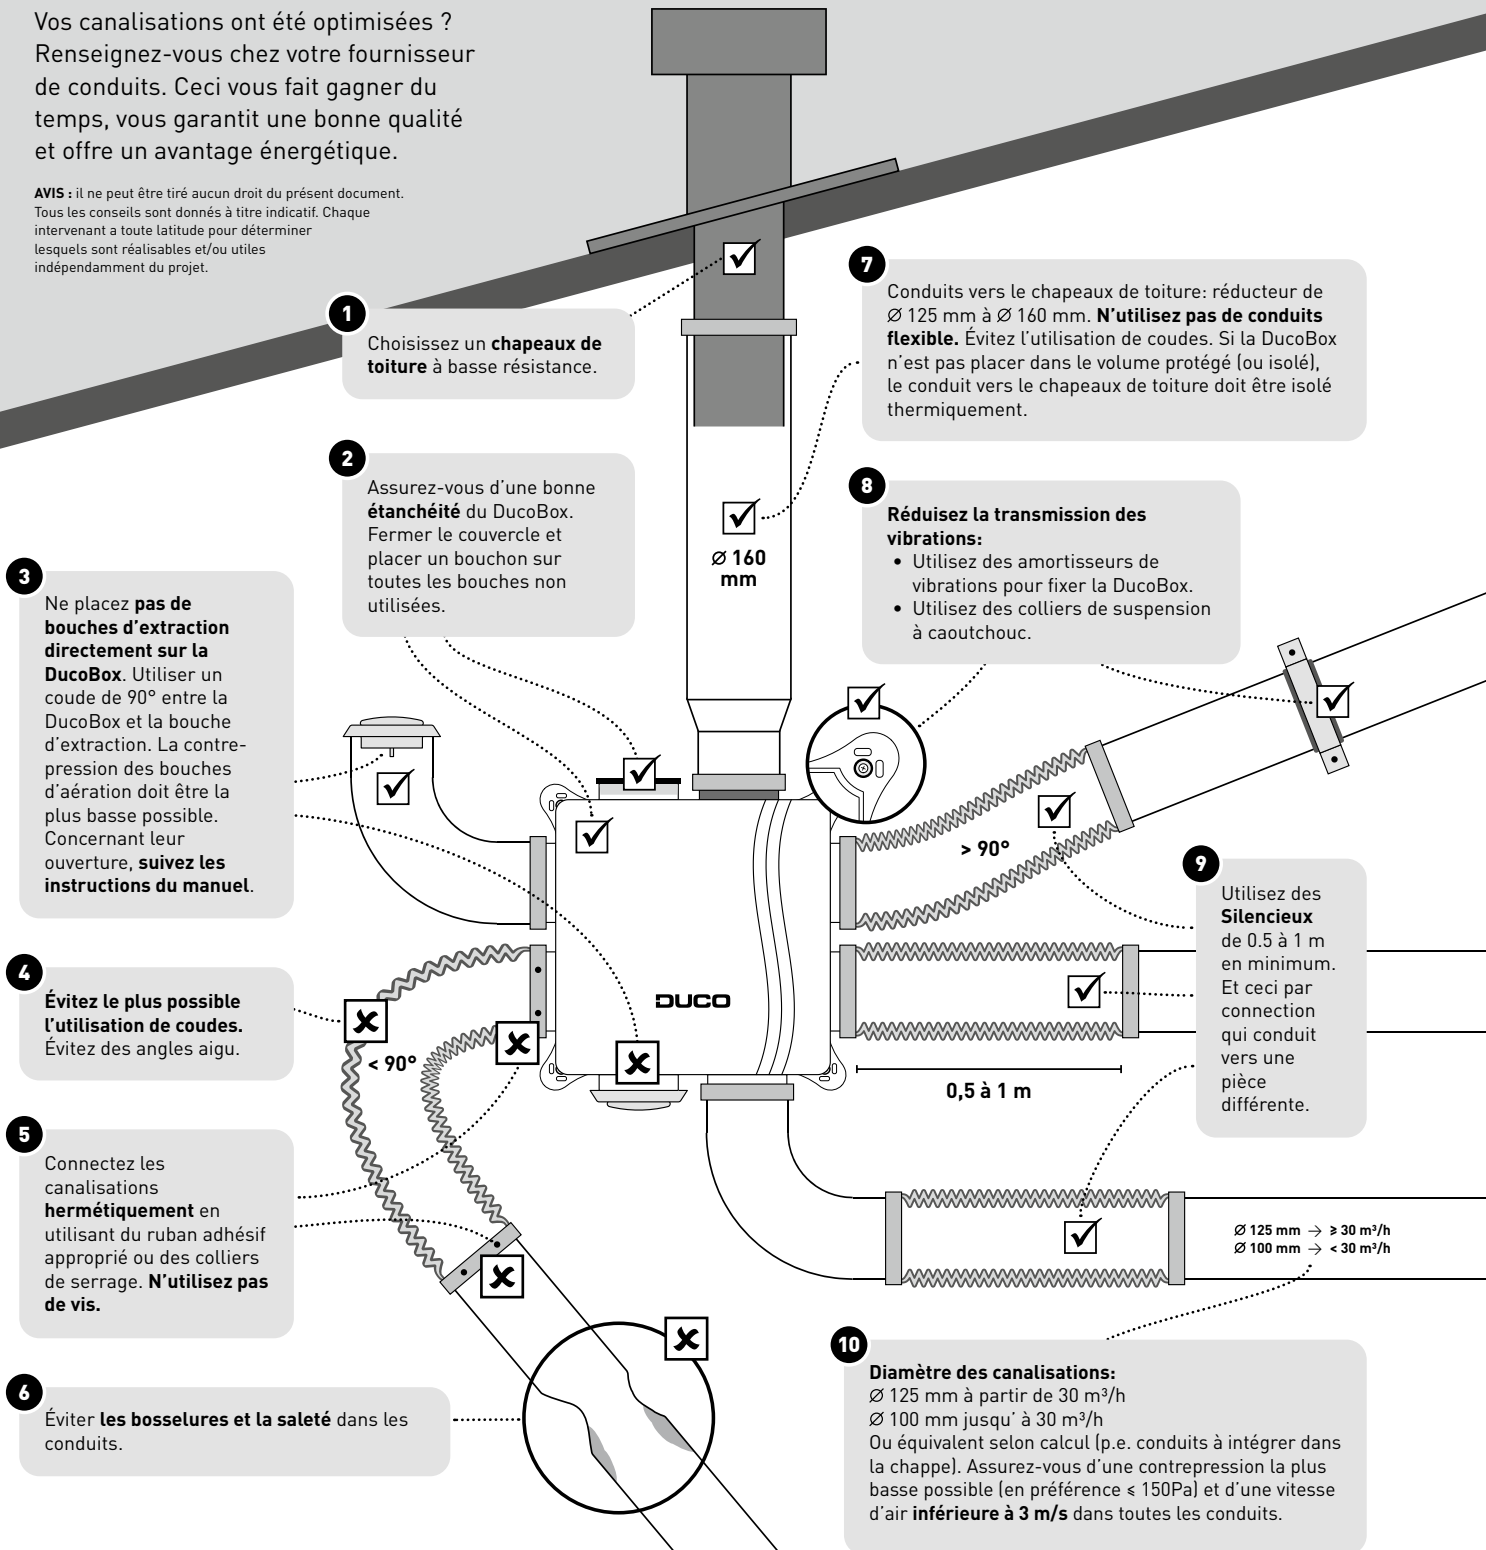 Vos canalisations ont été optimisées ?
Renseignez-vous chez votre fournisseur
de conduits. Ceci vous fait gagner du
temps, vous garantit une bonne qualité
et offre un avantage énergétique.
AVIS : il ne peut être tiré aucun droit du présent document.
Tous les conseils sont donnés à titre indicatif. Chaque
intervenant a toute latitude pour déterminer
lesquels sont réalisables et/ou utiles
indépendamment du projet.
1
Choisissez un chapeaux de
toiture à basse résistance.
2
Assurez-vous d'une bonne
étanchéité du DucoBox.
Fermer le couvercle et
placer un bouchon sur
toutes les bouches non
utilisées.
3
Ne placez pas de
bouches d'extraction
directement sur la
DucoBox. Utiliser un
coude de 90° entre la
DucoBox et la bouche
d'extraction. La contre-
pression des bouches
d'aération doit être la
plus basse possible.
Concernant leur
ouverture, suivez les
instructions du manuel.
4
Évitez le plus possible
l'utilisation de coudes.
Évitez des angles aigu.
5
Connectez les
canalisations
hermétiquement en
utilisant du ruban adhésif
approprié ou des colliers
de serrage. N'utilisez pas
de vis.
6
Éviter les bosselures et la saleté dans les
conduits.
7
Conduits vers le chapeaux de toiture: réducteur de
Ø 125 mm à Ø 160 mm. N'utilisez pas de conduits
flexible. Évitez l'utilisation de coudes. Si la DucoBox
n'est pas placer dans le volume protégé (ou isolé),
le conduit vers le chapeaux de toiture doit être isolé
thermiquement.
8
Réduisez la transmission des
vibrations:
• Utilisez des amortisseurs de
vibrations pour fixer la DucoBox.
• Utilisez des colliers de suspension
à caoutchouc.
9
Utilisez des
Silencieux
de 0.5 à 1 m
en minimum.
Et ceci par
connection
qui conduit
vers une
pièce
différente.
10
Diamètre des canalisations:
Ø 125 mm à partir de 30 m³/h
Ø 100 mm jusqu' à 30 m³/h
Ou équivalent selon calcul (p.e. conduits à intégrer dans
la chappe). Assurez-vous d'une contrepression la plus
basse possible (en préférence ≤ 150Pa) et d'une vitesse
d'air inférieure à 3 m/s dans toutes les conduits.
Ø 160
mm
> 90°
< 90°
DUCO
0,5 à 1 m
Ø 125 mm → ≥ 30 m³/h
Ø 100 mm → < 30 m³/h